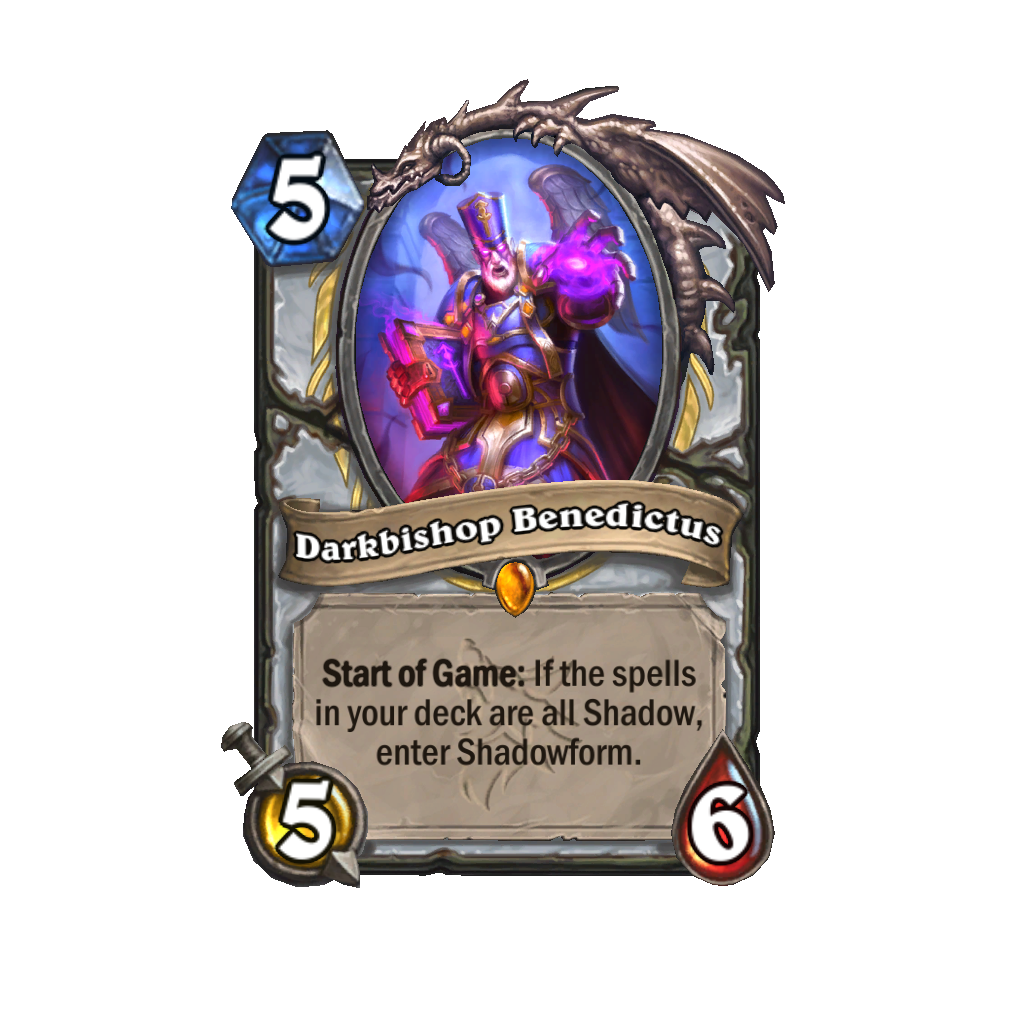 5
Darkbishop Benedictus
Start of Game: If the spells
in your deck are all Shadow,
enter Shadowform.
5
6